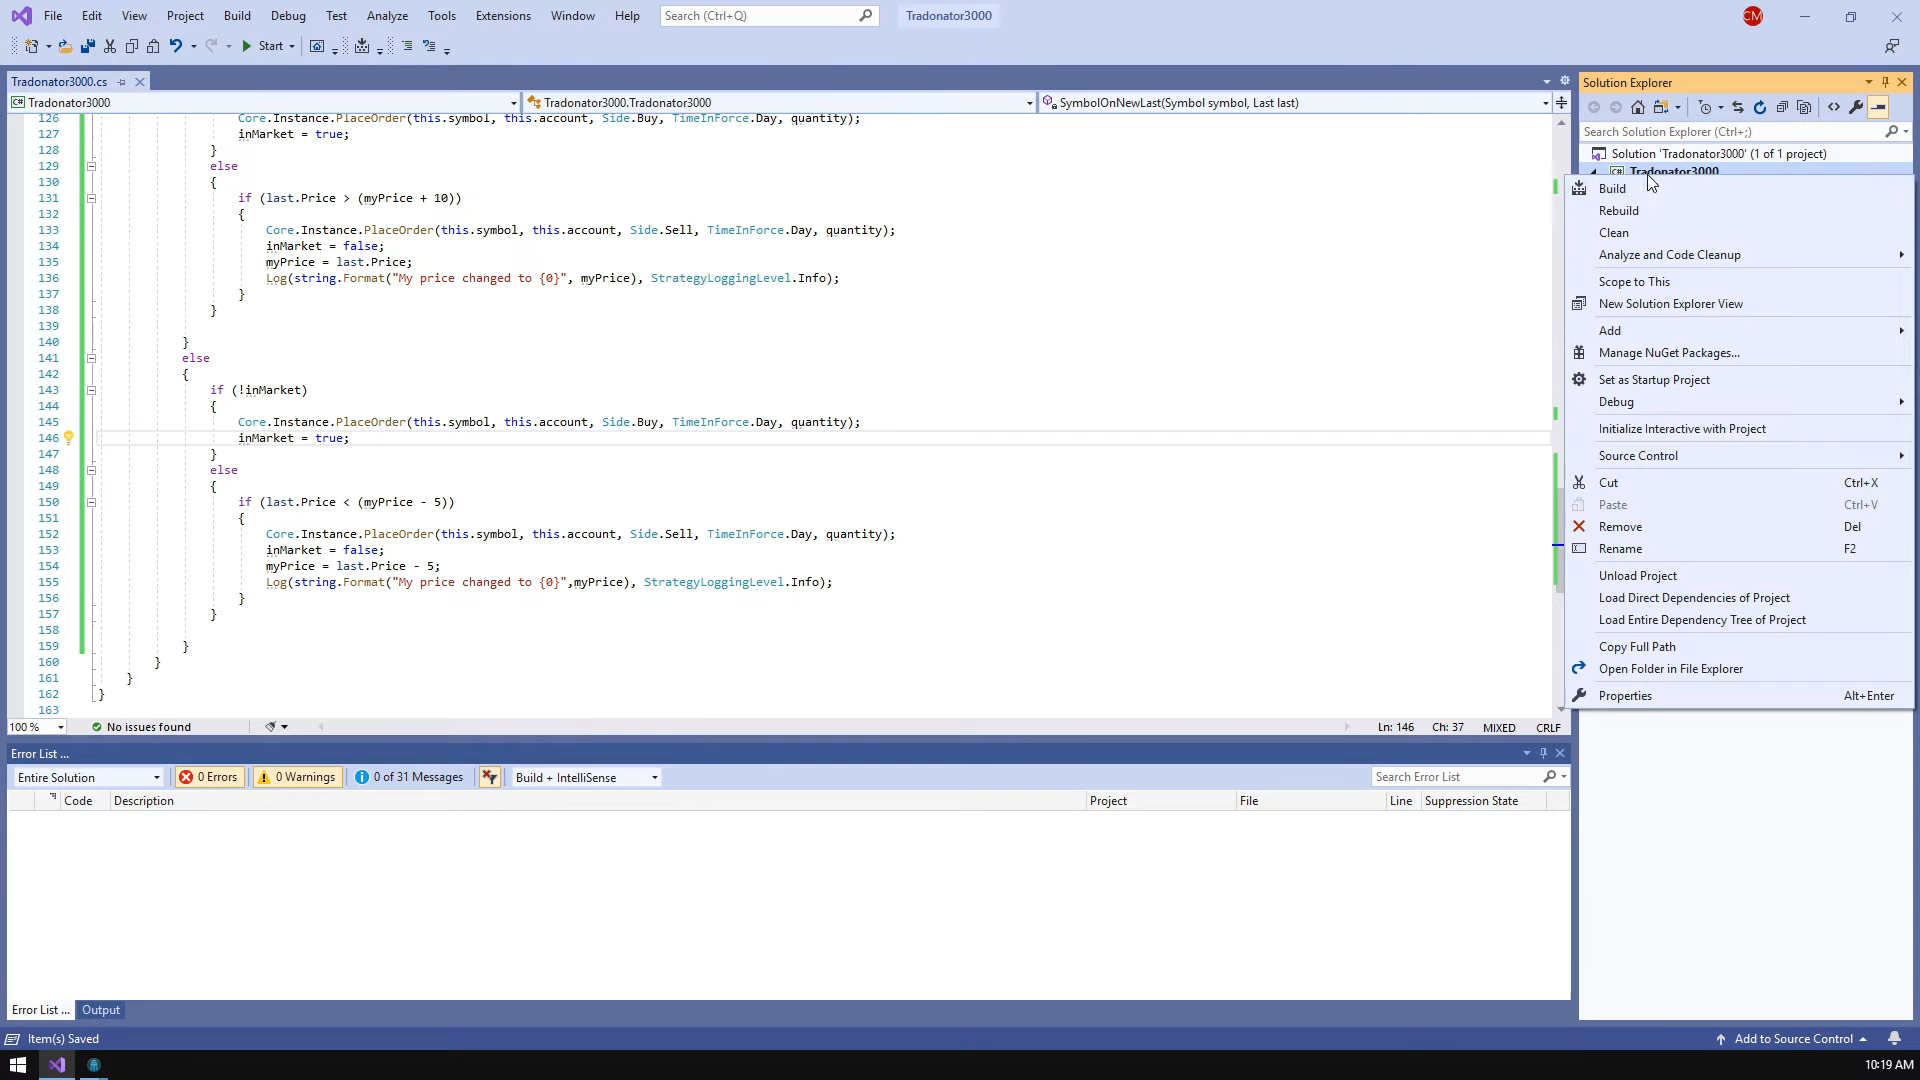 File Edit View Project Build Debug Test Analyze Tools Extensions Window Help Search (Ctrl+Q) Tradonator3000 CM
Start
Tradonator3000.cs
Tradonator3000 Tradonator3000.Tradonator3000 SymbolOnNewLast(Symbol symbol, Last last)
126 Core.Instance.PlaceOrder(this.symbol, this.account, Side.Buy, TimeInForce.Day, quantity);
127 inMarket = true;
128 }
129 else
130 {
131 if (last.Price > (myPrice + 10))
132 {
133 Core.Instance.PlaceOrder(this.symbol, this.account, Side.Sell, TimeInForce.Day, quantity);
134 inMarket = false;
135 myPrice = last.Price;
136 Log(string.Format("My price changed to {0}", myPrice), StrategyLoggingLevel.Info);
137 }
138 }
139
140 }
141 else
142 {
143 if (!inMarket)
144 {
145 Core.Instance.PlaceOrder(this.symbol, this.account, Side.Buy, TimeInForce.Day, quantity);
146 inMarket = true;
147 }
148 else
149 {
150 if (last.Price < (myPrice - 5))
151 {
152 Core.Instance.PlaceOrder(this.symbol, this.account, Side.Sell, TimeInForce.Day, quantity);
153 inMarket = false;
154 myPrice = last.Price - 5;
155 Log(string.Format("My price changed to {0}",myPrice), StrategyLoggingLevel.Info);
156 }
157 }
158
159 }
160 }
161 }
162 }
163
100 % No issues found Ln: 146 Ch: 37 MIXED CRLF
Error List ...
Entire Solution 0 Errors 0 Warnings 0 of 31 Messages Build + IntelliSense Search Error List
Code Description Project File Line Suppression State
Error List ... Output
Solution Explorer
Search Solution Explorer (Ctrl+;)
Solution 'Tradonator3000' (1 of 1 project)
Tradonator3000
Build
Rebuild
Clean
Analyze and Code Cleanup
Scope to This
New Solution Explorer View
Add
Manage NuGet Packages...
Set as Startup Project
Debug
Initialize Interactive with Project
Source Control
Cut Ctrl+X
Paste Ctrl+V
Remove Del
Rename F2
Unload Project
Load Direct Dependencies of Project
Load Entire Dependency Tree of Project
Copy Full Path
Open Folder in File Explorer
Properties Alt+Enter
Item(s) Saved Add to Source Control
10:19 AM